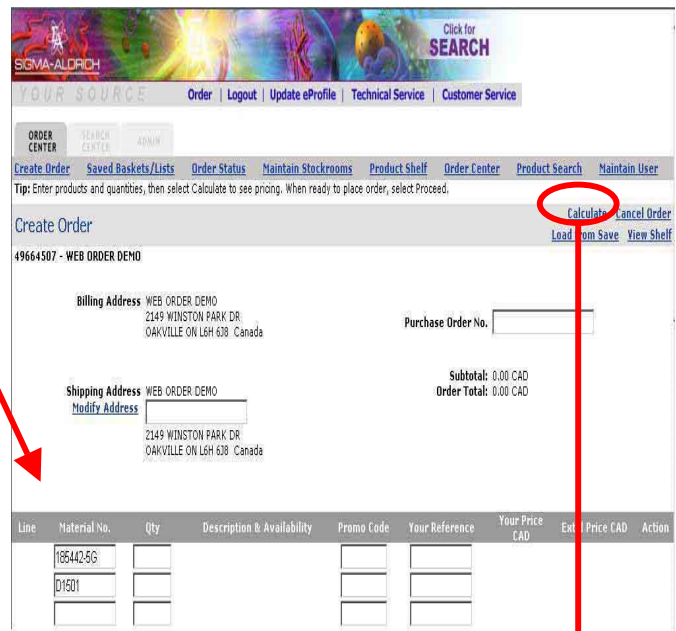 Click for
SEARCH
SIGMA-ALDRICH
YOUR SOURCE
Order | Logout | Update eProfile | Technical Service | Customer Service
ORDER CENTER
SEARCH CENTER
ADMIN
Create Order Saved Baskets/Lists Order Status Maintain Stockrooms Product Shelf Order Center Product Search Maintain User
Tip: Enter products and quantities, then select Calculate to see pricing. When ready to place order, select Proceed.
Create Order
Calculate Cancel Order
Load from Save View Shelf
49664507 - WEB ORDER DEMO
Billing Address WEB ORDER DEMO
2149 WINSTON PARK DR
OAKVILLE ON L6H 6J8 Canada
Purchase Order No.
Subtotal: 0.00 CAD
Order Total: 0.00 CAD
Shipping Address WEB ORDER DEMO
Modify Address
2149 WINSTON PARK DR
OAKVILLE ON L6H 6J8 Canada
Line Material No. Qty Description & Availability Promo Code Your Reference Your Price CAD Price CAD Action
185442-5G
D1501